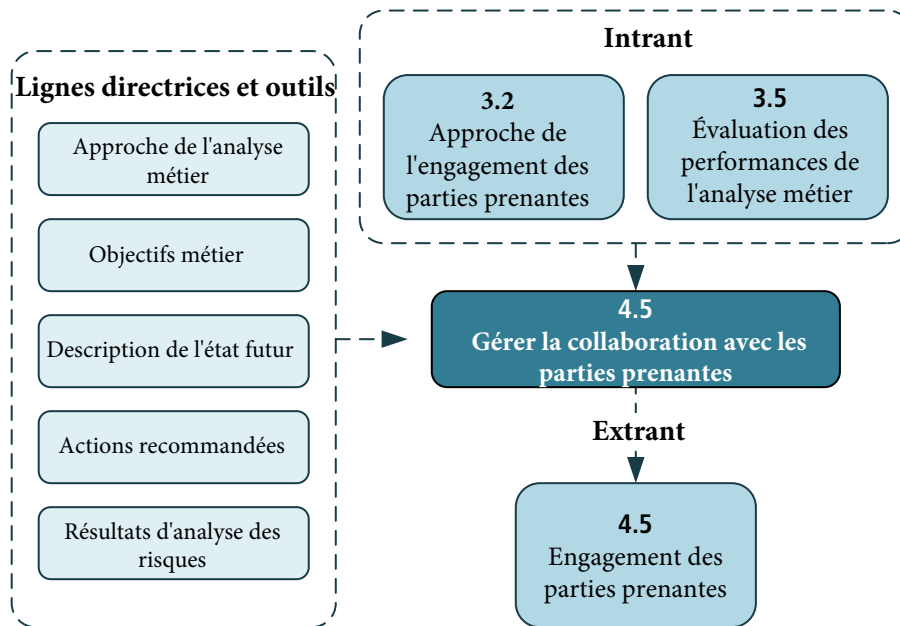 Lignes directrices et outils
Approche de l'analyse
métier
Objectifs métier
Description de l'état futur
Actions recommandées
Résultats d'analyse des
risques
Intrant
3.2
Approche de
l'engagement des
parties prenantes
3.5
Évaluation des
performances de
l'analyse métier
4.5
Gérer la collaboration avec les
parties prenantes
Extrant
4.5
Engagement des
parties prenantes